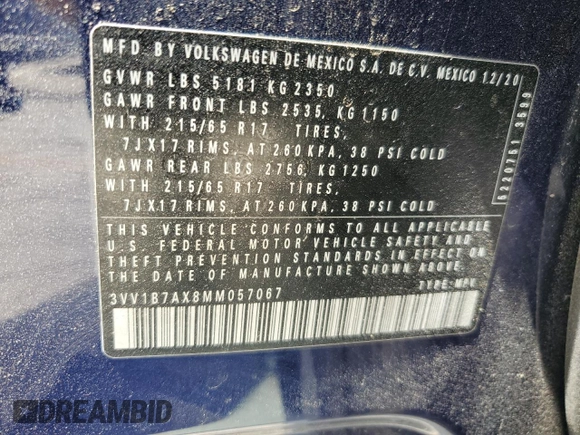 MFD. BY VOLKSWAGEN DE MEXICO S.A. DE C.V. MEXICO 12/20
GVWR LBS 5181 KG 2350
GAWR FRONT LBS 2535, KG 1150
WITH 215/65 R17 TIRES,
7JX17 RIMS, AT 260 KPA, 38 PSI COLD
GAWR REAR LBS 2756, KG 1250
WITH 215/65 R17 TIRES,
7JX17 RIMS, AT 260 KPA, 38 PSI COLD
THIS VEHICLE CONFORMS TO ALL APPLICABLE
U.S. FEDERAL MOTOR VEHICLE SAFETY AND
THEFT PREVENTION STANDARDS IN EFFECT ON
THE DATE OF MANUFACTURE SHOWN ABOVE.
3VV1B7AX8MM057067
TYPE: MPV
5220751 3599
DREAMBID